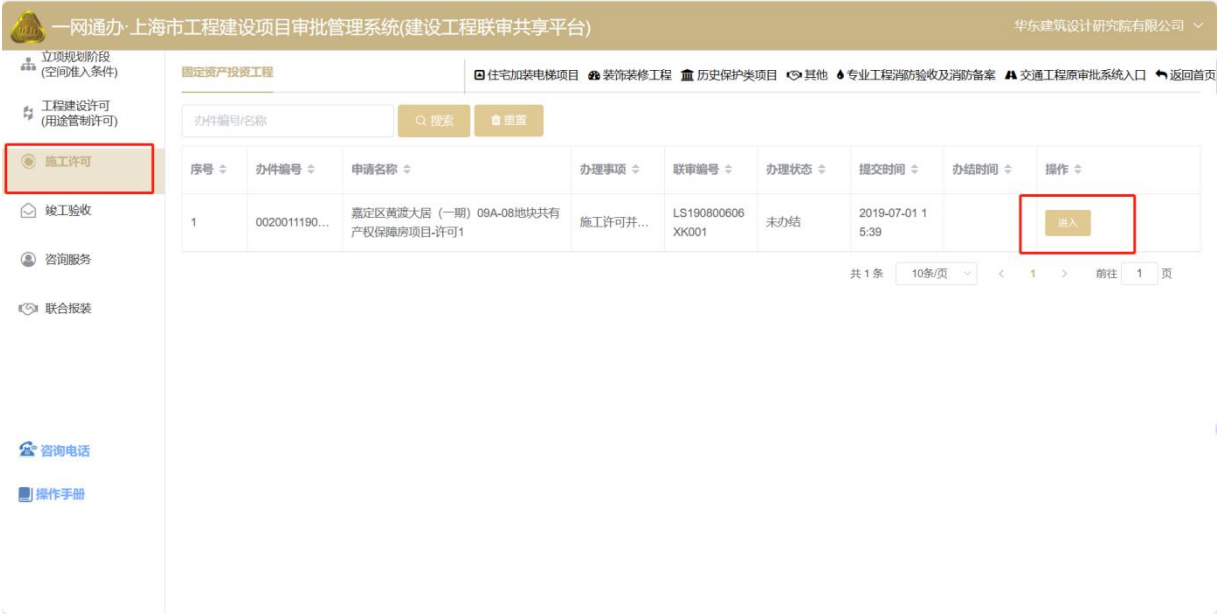 一网通办·上海市工程建设项目审批管理系统(建设工程联审共享平台)
华东建筑设计研究院有限公司
立项规划阶段
(空间准入条件)
工程建设许可
(用途管制许可)
施工许可
竣工验收
咨询服务
联合报装
咨询电话
操作手册
固定资产投资工程
住宅加装电梯项目 装饰装修工程 历史保护类项目 其他 专业工程消防验收及消防备案 交通工程原审批系统入口 返回首页
办件编号/名称 搜索 重置
序号 办件编号 申请名称 办理事项 联审编号 办理状态 提交时间 办结时间 操作
1 0020011190... 嘉定区黄渡大居（一期）09A-08地块共有 施工许可并... LS190800606 未办结 2019-07-01 1 进入
产权保障房项目-许可1 XK001 5:39
共 1 条 10条/页 < 1 > 前往 1 页